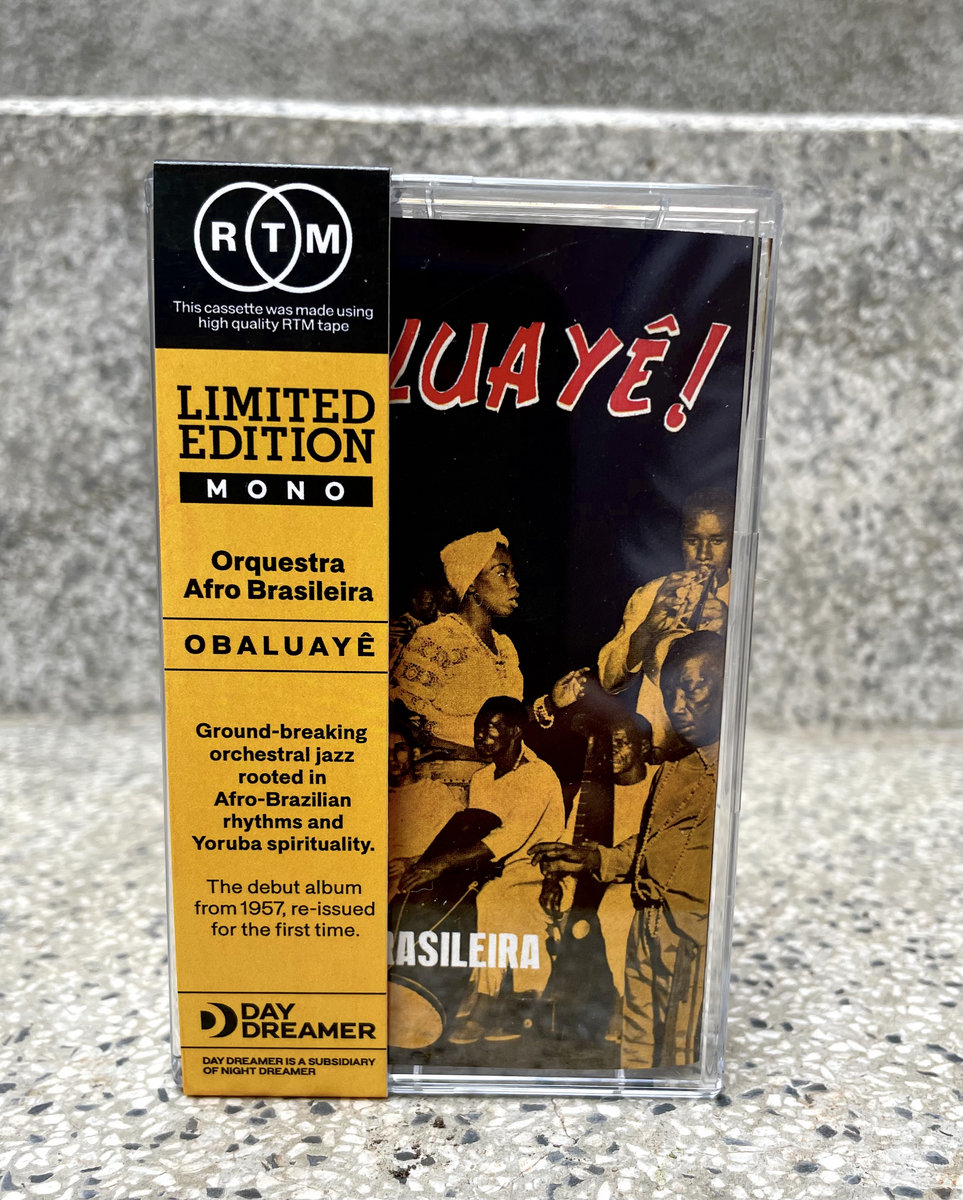 RTM
This cassette was made using
high quality RTM tape
LIMITED
EDITION
MONO
Orquestra
Afro Brasileira
OBALUAYÊ
Ground-breaking
orchestral jazz
rooted in
Afro-Brazilian
rhythms and
Yoruba spirituality.
The debut album
from 1957, re-issued
for the first time.
DAY
DREAMER
DAY DREAMER IS A SUBSIDIARY
OF NIGHT DREAMER
LUAYÊ!
RASILEIRA